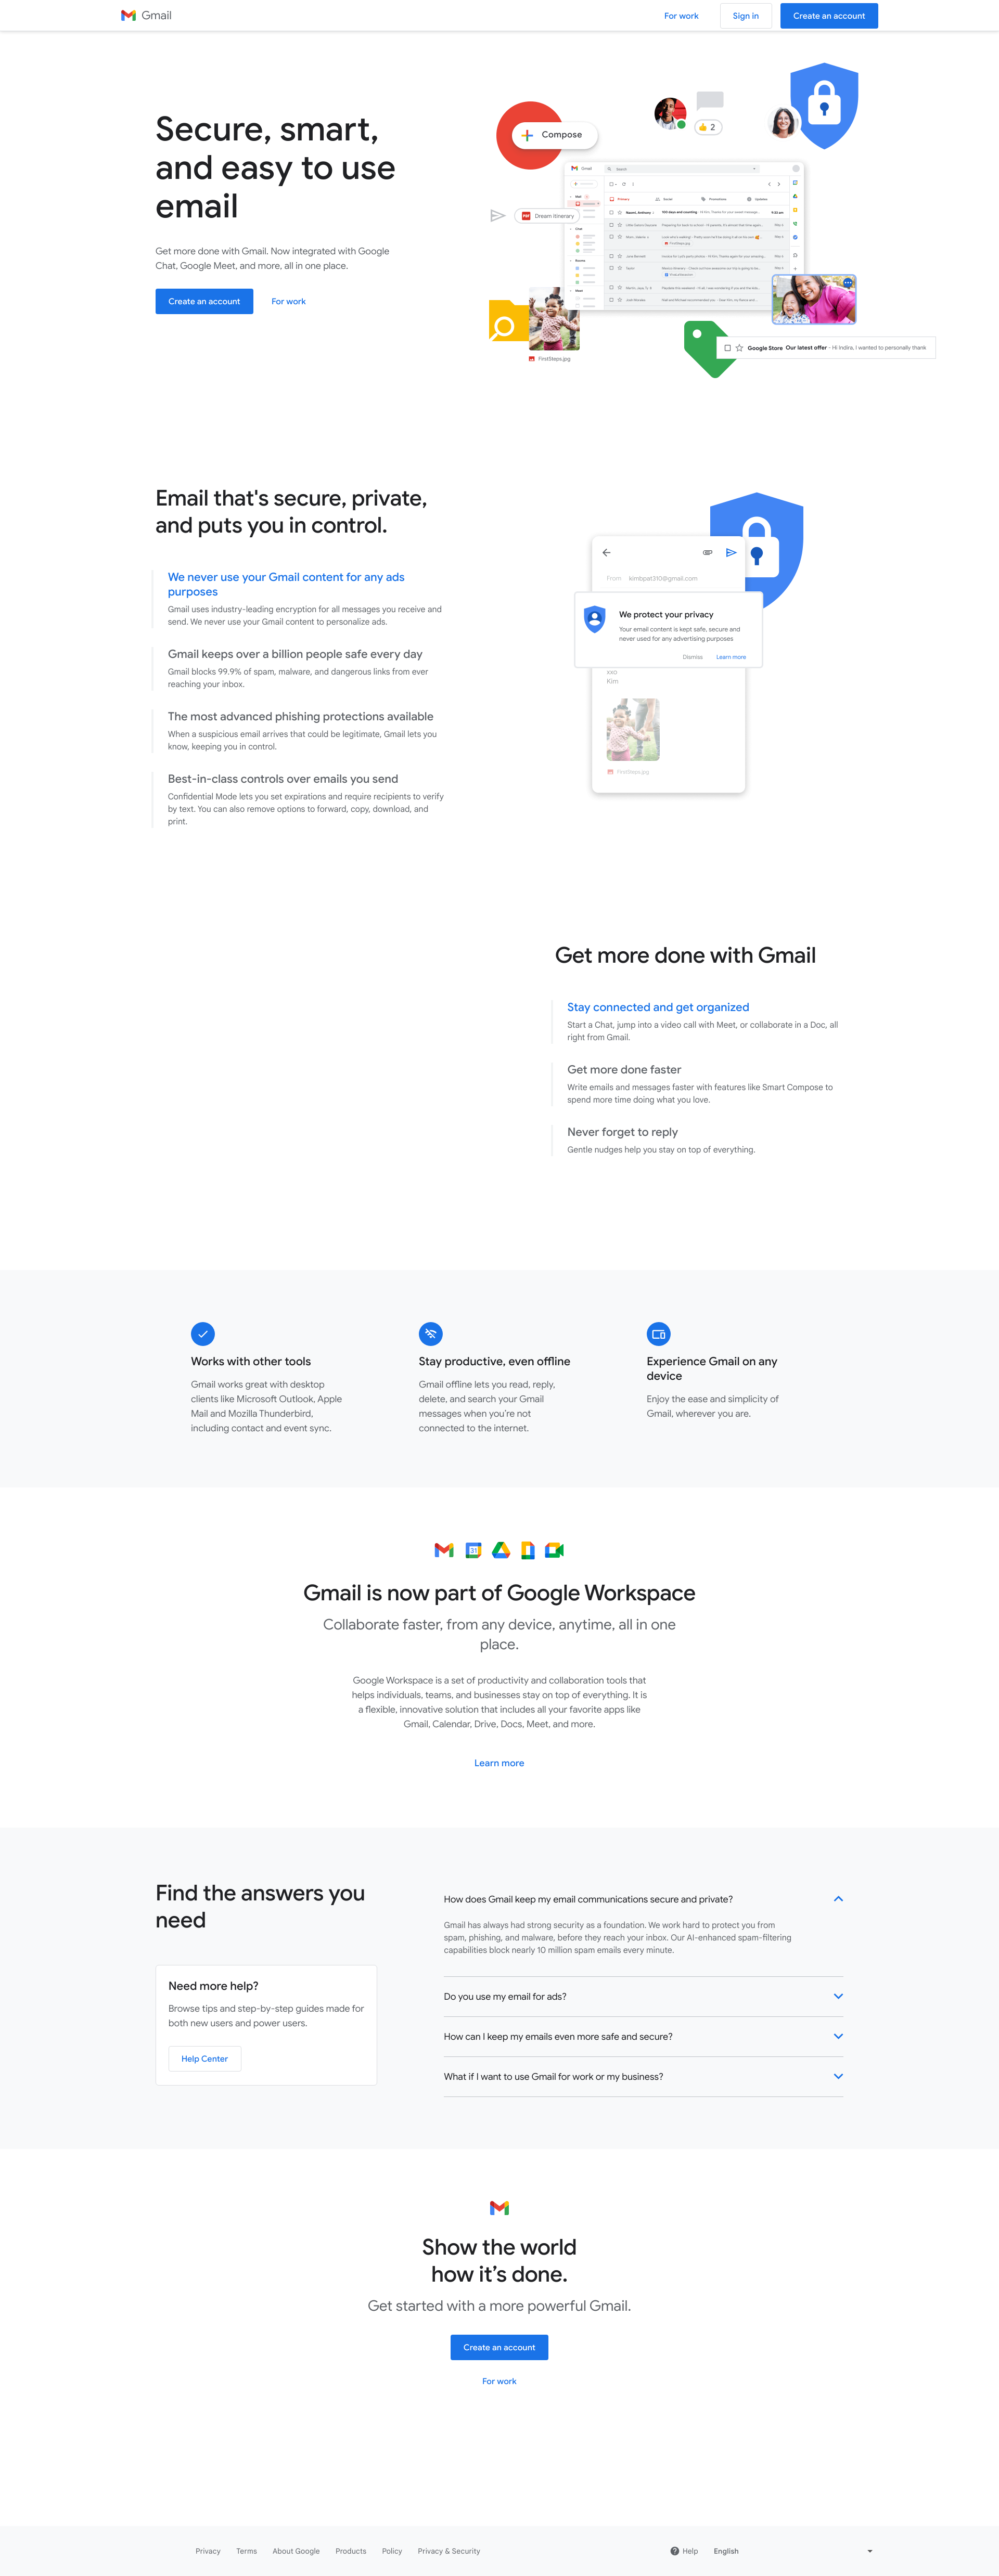 Gmail
For work
Sign in
Create an account
Secure, smart,
and easy to use
email
Get more done with Gmail. Now integrated with Google
Chat, Google Meet, and more, all in one place.
Create an account
For work
Compose
2
Gmail
Search
Primary
Social
Promotions
Updates
PDF
Dream itinerary
FirstSteps.jpg
Google Store Our latest offer - Hi Indira, I wanted to personally thank
Email that's secure, private,
and puts you in control.
We never use your Gmail content for any ads
purposes
Gmail uses industry-leading encryption for all messages you receive and
send. We never use your Gmail content to personalize ads.
Gmail keeps over a billion people safe every day
Gmail blocks 99.9% of spam, malware, and dangerous links from ever
reaching your inbox.
The most advanced phishing protections available
When a suspicious email arrives that could be legitimate, Gmail lets you
know, keeping you in control.
Best-in-class controls over emails you send
Confidential Mode lets you set expirations and require recipients to verify
by text. You can also remove options to forward, copy, download, and
print.
From kimbpat310@gmail.com
We protect your privacy
Your email content is kept safe, secure and
never used for any advertising purposes
Dismiss
Learn more
xxo
Kim
FirstSteps.jpg
Get more done with Gmail
Stay connected and get organized
Start a Chat, jump into a video call with Meet, or collaborate in a Doc, all
right from Gmail.
Get more done faster
Write emails and messages faster with features like Smart Compose to
spend more time doing what you love.
Never forget to reply
Gentle nudges help you stay on top of everything.
Works with other tools
Gmail works great with desktop
clients like Microsoft Outlook, Apple
Mail and Mozilla Thunderbird,
including contact and event sync.
Stay productive, even offline
Gmail offline lets you read, reply,
delete, and search your Gmail
messages when you're not
connected to the internet.
Experience Gmail on any
device
Enjoy the ease and simplicity of
Gmail, wherever you are.
31
Gmail is now part of Google Workspace
Collaborate faster, from any device, anytime, all in one
place.
Google Workspace is a set of productivity and collaboration tools that
helps individuals, teams, and businesses stay on top of everything. It is
a flexible, innovative solution that includes all your favorite apps like
Gmail, Calendar, Drive, Docs, Meet, and more.
Learn more
Find the answers you
need
Need more help?
Browse tips and step-by-step guides made for
both new users and power users.
Help Center
How does Gmail keep my email communications secure and private?
Gmail has always had strong security as a foundation. We work hard to protect you from
spam, phishing, and malware, before they reach your inbox. Our AI-enhanced spam-filtering
capabilities block nearly 10 million spam emails every minute.
Do you use my email for ads?
How can I keep my emails even more safe and secure?
What if I want to use Gmail for work or my business?
Show the world
how it’s done.
Get started with a more powerful Gmail.
Create an account
For work
Privacy
Terms
About Google
Products
Policy
Privacy & Security
Help
English